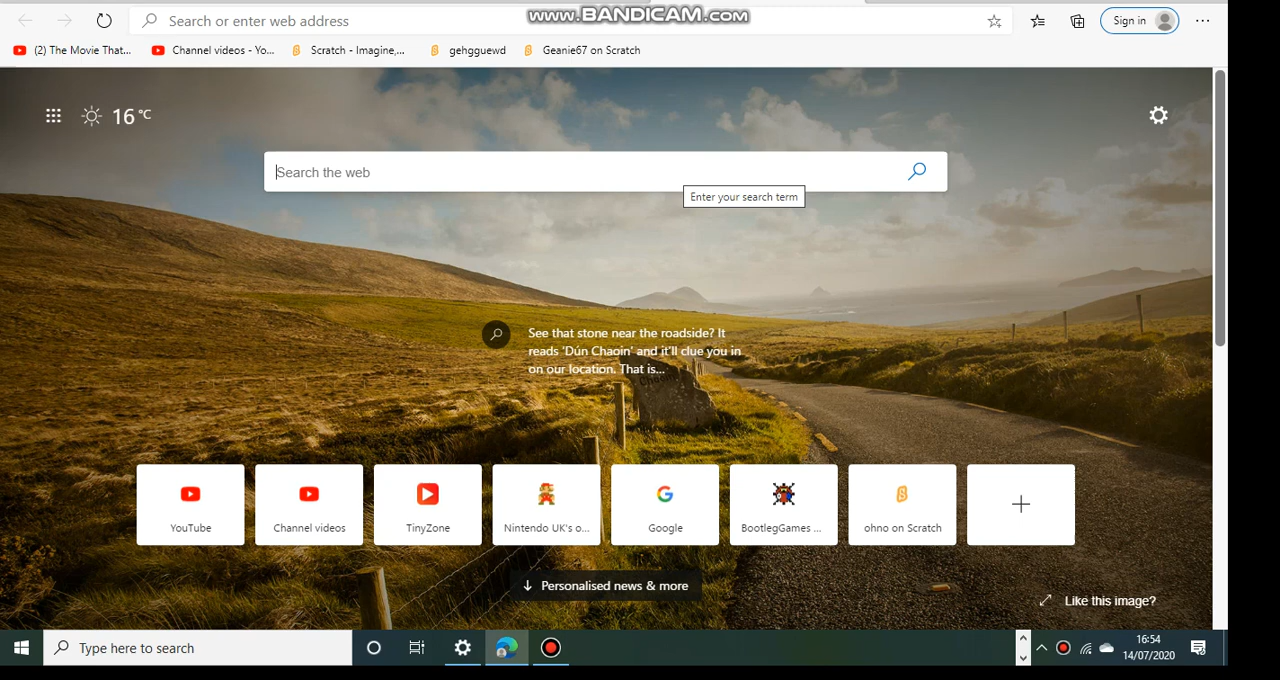 www.BANDICAM.com
Search or enter web address
Sign in
(2) The Movie That...
Channel videos - Yo...
Scratch - Imagine,...
gehgguewd
Geanie67 on Scratch
16 °C
Search the web
Enter your search term
See that stone near the roadside? It
reads 'Dún Chaoin' and it'll clue you in
on our location. That is...
YouTube
Channel videos
TinyZone
Nintendo UK's o...
Google
BootlegGames ...
ohno on Scratch
Personalised news & more
Like this image?
Type here to search
16:54
14/07/2020